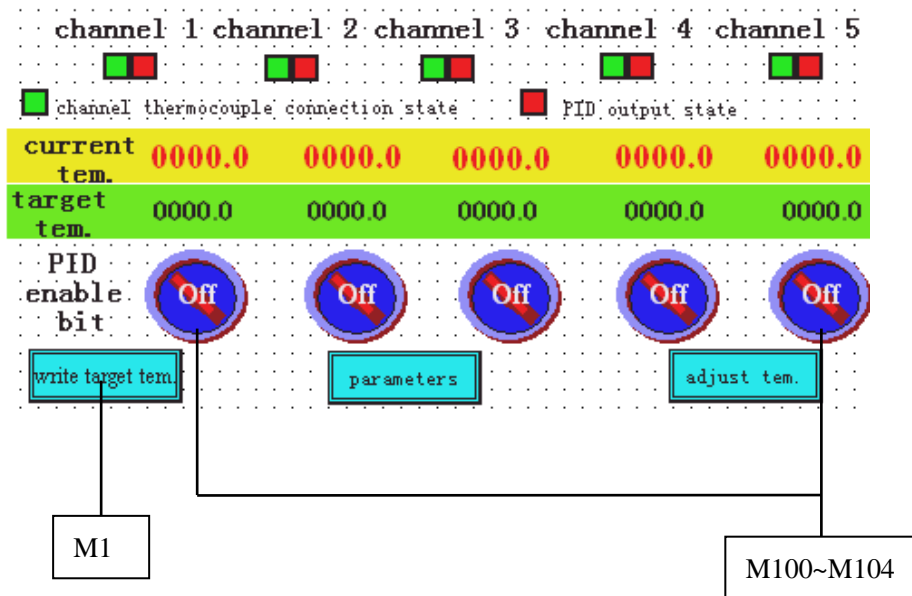 channel 1 channel 2 channel 3 channel 4 channel 5
channel thermocouple connection state PID output state
current tem. 0000.0 0000.0 0000.0 0000.0 0000.0
target tem. 0000.0 0000.0 0000.0 0000.0 0000.0
PID enable bit Off Off Off Off Off
write target tem. parameters adjust tem.
M1
M100~M104